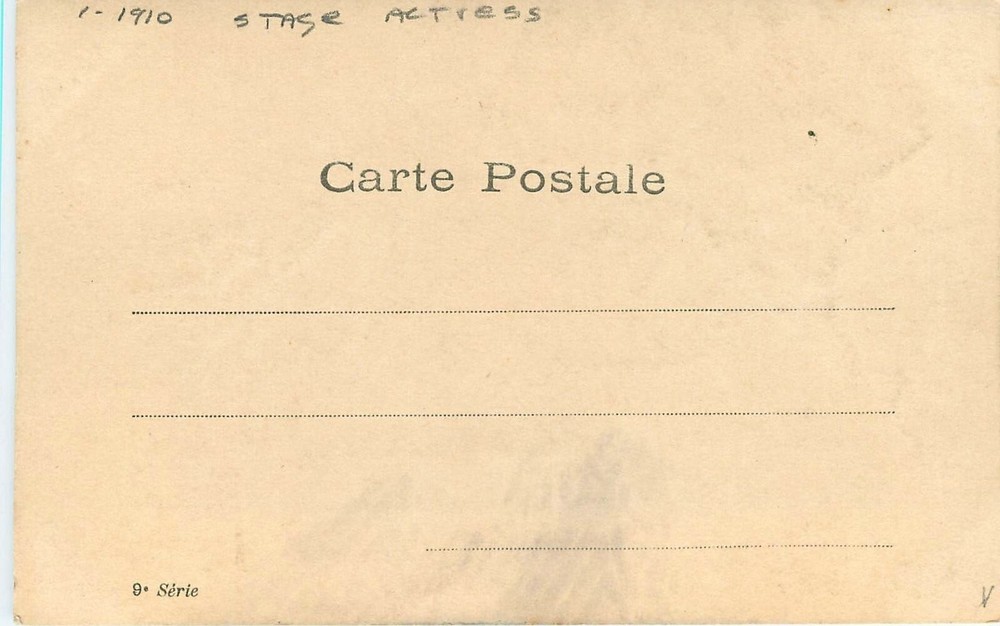 1-1910 STAGE ACTRESS
Carte Postale
9e Série
V